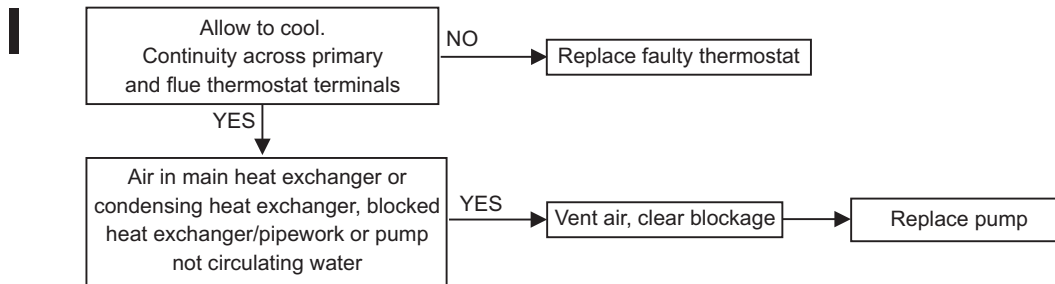 I
Allow to cool.
Continuity across primary
and flue thermostat terminals
NO
Replace faulty thermostat
YES
Air in main heat exchanger or
condensing heat exchanger, blocked
heat exchanger/pipework or pump
not circulating water
YES
Vent air, clear blockage
Replace pump